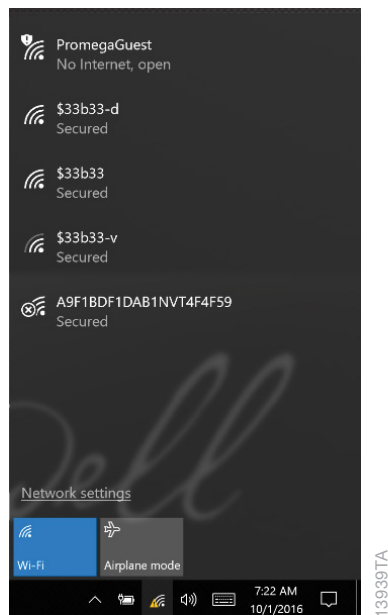 PromegaGuest
No Internet, open
$33b33-d
Secured
$33b33
Secured
$33b33-v
Secured
A9F1BDF1DAB1NVT4F4F59
Secured
Dell
Network settings
Wi-Fi
Airplane mode
7:22 AM
10/1/2016
13939TA